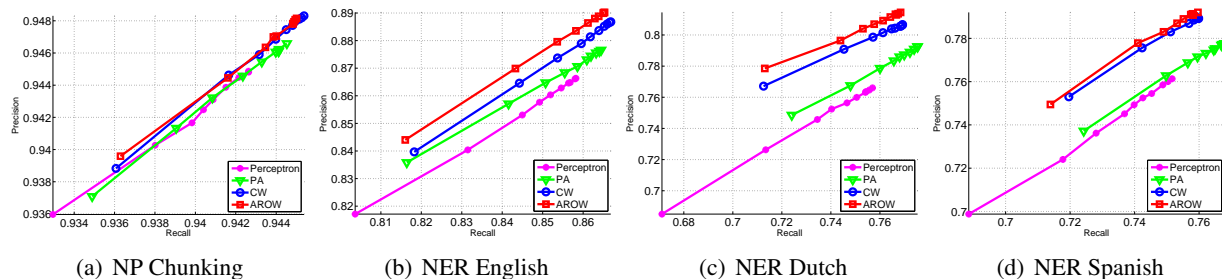 0.948
0.946
0.944
0.942
0.94
0.938
0.936
Precision
0.934 0.936 0.938 0.94 0.942 0.944
Recall
Perceptron
PA
CW
AROW
(a) NP Chunking
0.89
0.88
0.87
0.86
0.85
0.84
0.83
0.82
Precision
0.81 0.82 0.83 0.84 0.85 0.86
Recall
Perceptron
PA
CW
AROW
(b) NER English
0.8
0.78
0.76
0.74
0.72
0.7
Precision
0.68 0.7 0.72 0.74 0.76
Recall
Perceptron
PA
CW
AROW
(c) NER Dutch
0.78
0.76
0.74
0.72
0.7
Precision
0.7 0.72 0.74 0.76
Recall
Perceptron
PA
CW
AROW
(d) NER Spanish